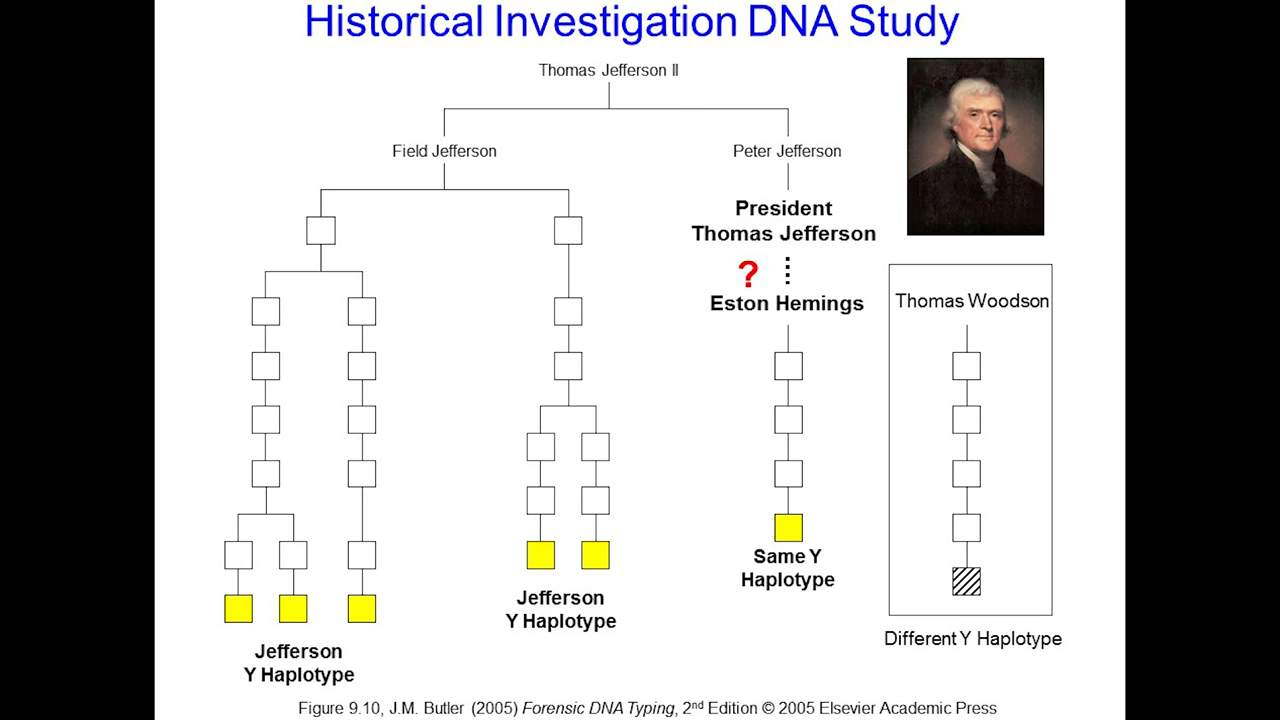 Historical Investigation DNA Study
Thomas Jefferson II
Field Jefferson
Peter Jefferson
President
Thomas Jefferson
?
Eston Hemings
Thomas Woodson
Same Y
Haplotype
Jefferson
Y Haplotype
Different Y Haplotype
Jefferson
Y Haplotype
Figure 9.10, J.M. Butler (2005) Forensic DNA Typing, 2nd Edition © 2005 Elsevier Academic Press